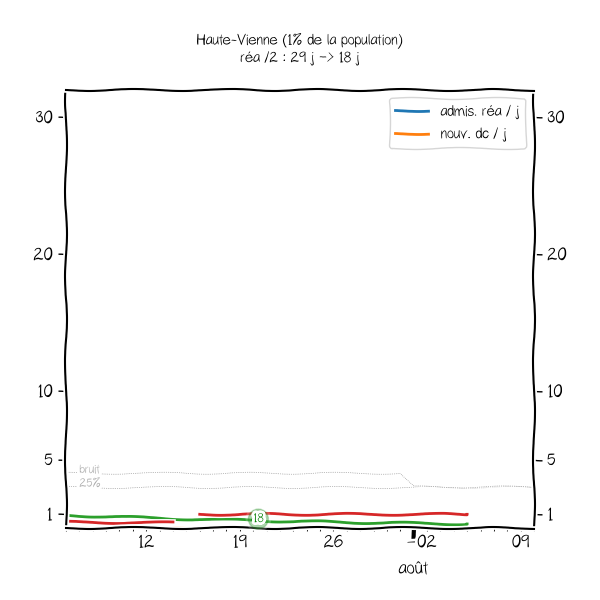 Haute-Vienne (1% de la population)
réa /2 : 29 j -> 18 j
admis. réa / j
nouv. dc / j
30
30
20
20
10
10
5
5
bruit
25%
1
18
1
12
19
26
02
09
août